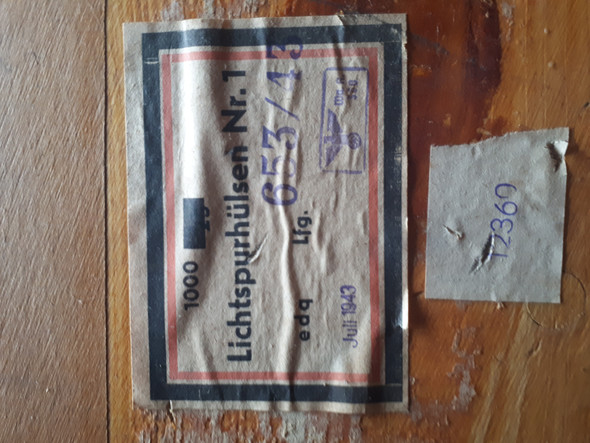 1000
Lichtspurhülsen Nr. 1
edq Lfg. 653/43
Juli 1943
12369